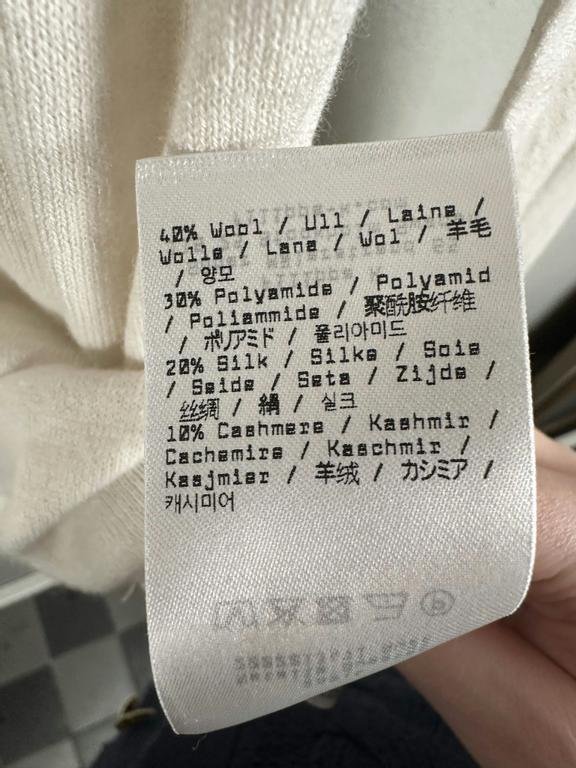 40% Wool / Ull / Laine /
Wolle / Lana / Wol / 羊毛
/ 양모
30% Polyamide / Polyamid
/ Poliammide / 聚酰胺纤维
/ ポリアミド / 폴리아미드
20% Silk / Silke / Soie
/ Seide / Seta / Zijde /
丝绸 / 絹 / 실크
10% Cashmere / Kashmir /
Cachemire / Kaschmir /
Kasjmier / 羊绒 / カシミア /
캐시미어